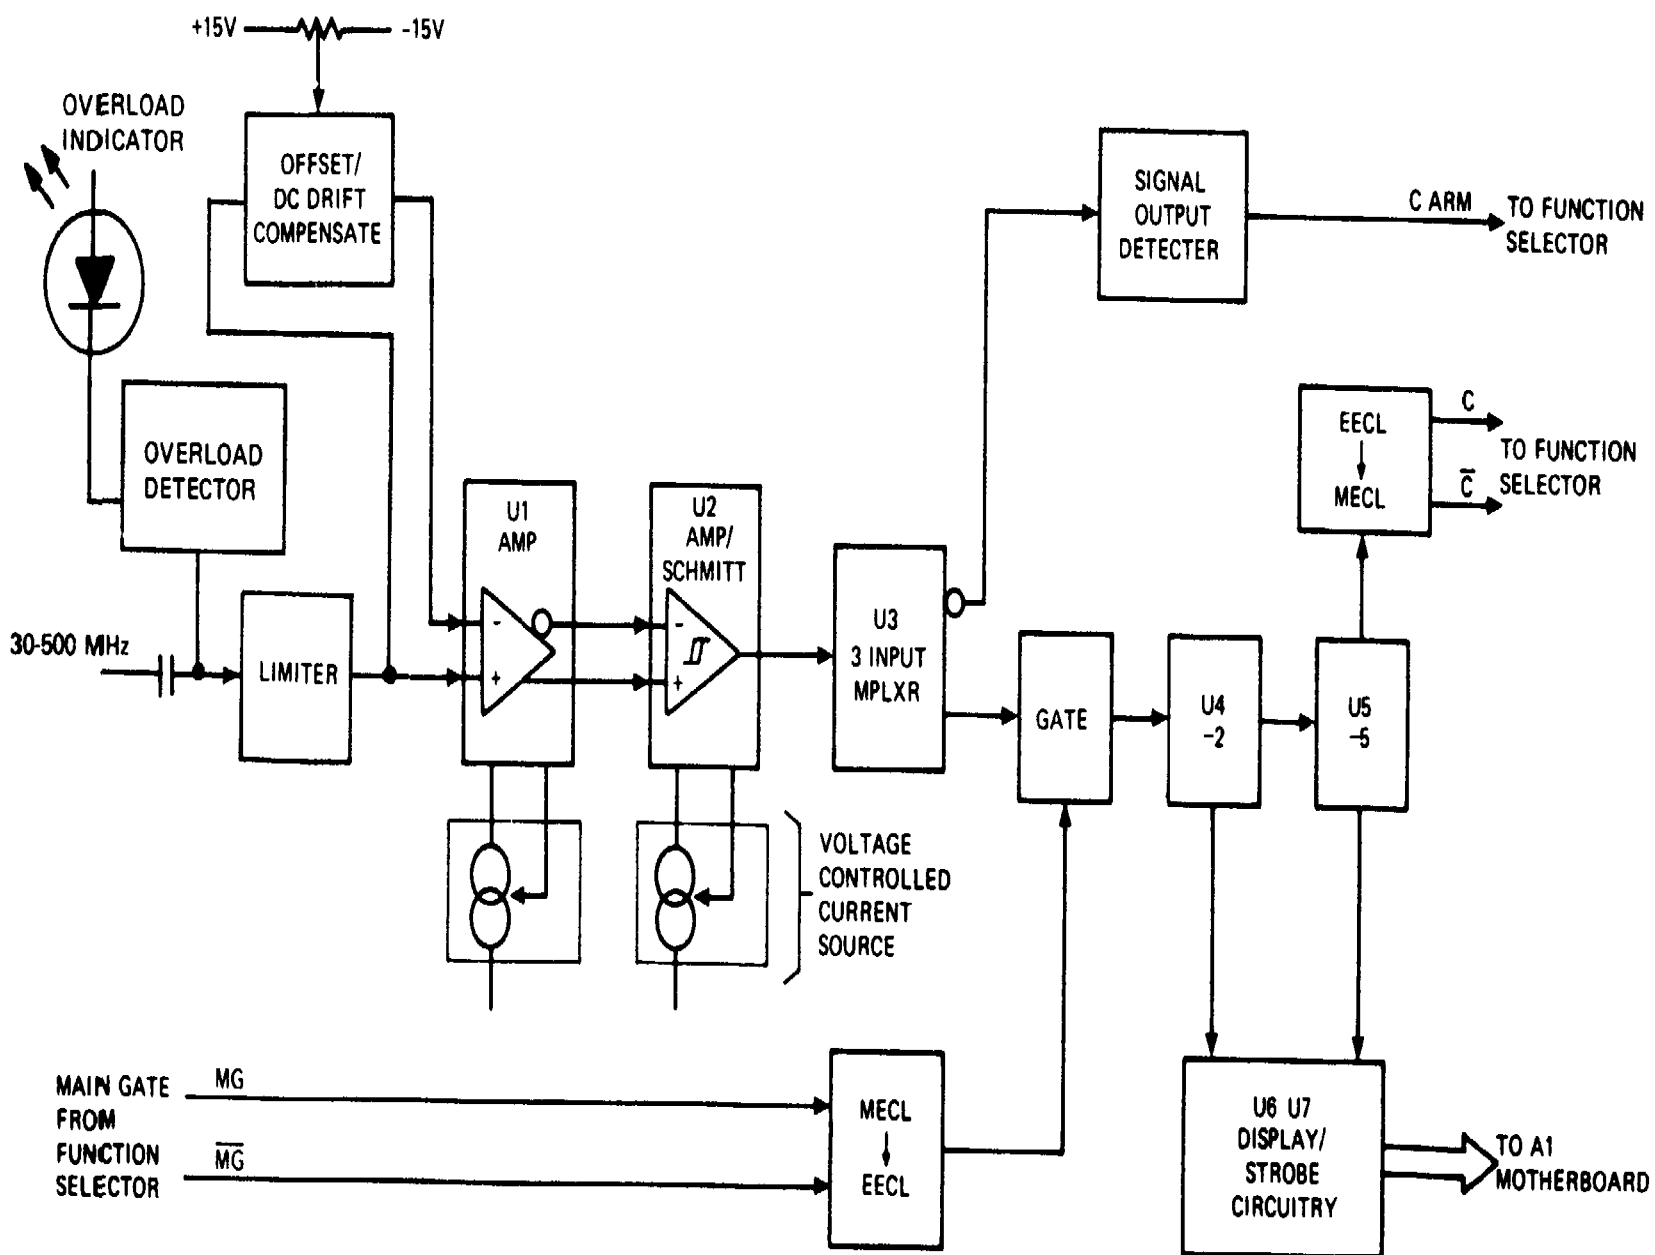 +15V
-15V
OVERLOAD
INDICATOR
OFFSET/
DC DRIFT
COMPENSATE
SIGNAL
OUTPUT
DETECTER
C ARM
TO FUNCTION
SELECTOR
OVERLOAD
DETECTOR
EECL
MECL
C
C̅
TO FUNCTION
SELECTOR
30-500 MHz
LIMITER
U1
AMP
-
+
U2
AMP/
SCHMITT
-
+
U3
3 INPUT
MPLXR
GATE
U4
-2
U5
-5
VOLTAGE
CONTROLLED
CURRENT
SOURCE
MAIN GATE
FROM
FUNCTION
SELECTOR
MG
M̅G̅
MECL
EECL
U6 U7
DISPLAY/
STROBE
CIRCUITRY
TO A1
MOTHERBOARD